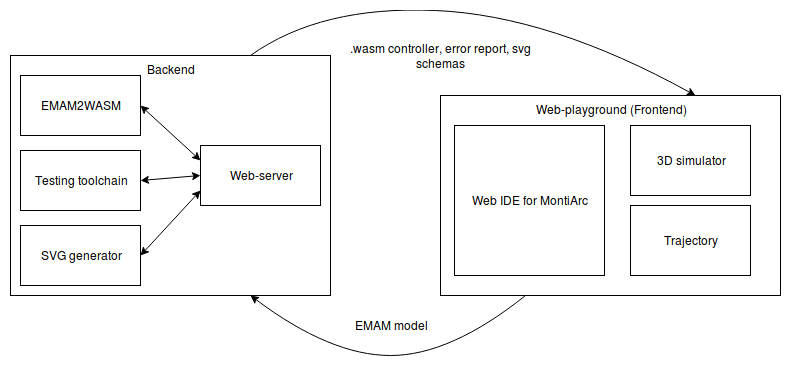 .wasm controller, error report, svg
schemas
Backend
EMAM2WASM
Testing toolchain
SVG generator
Web-server
Web-playground (Frontend)
Web IDE for MontiArc
3D simulator
Trajectory
EMAM model